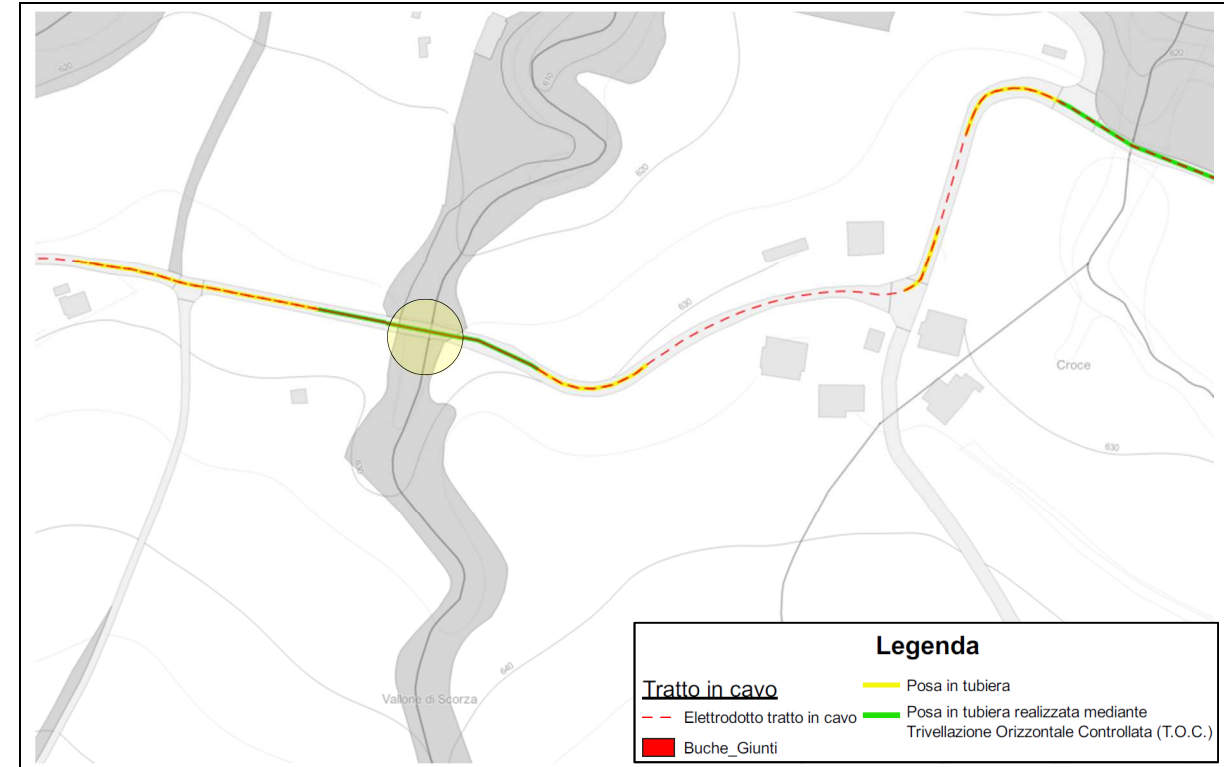 620
610
620
620
630
Croce
630
630
640
Vallone di Scorza
Legenda
Tratto in cavo
Elettrodotto tratto in cavo
Buche_Giunti
Posa in tubiera
Posa in tubiera realizzata mediante
Trivellazione Orizzontale Controllata (T.O.C.)